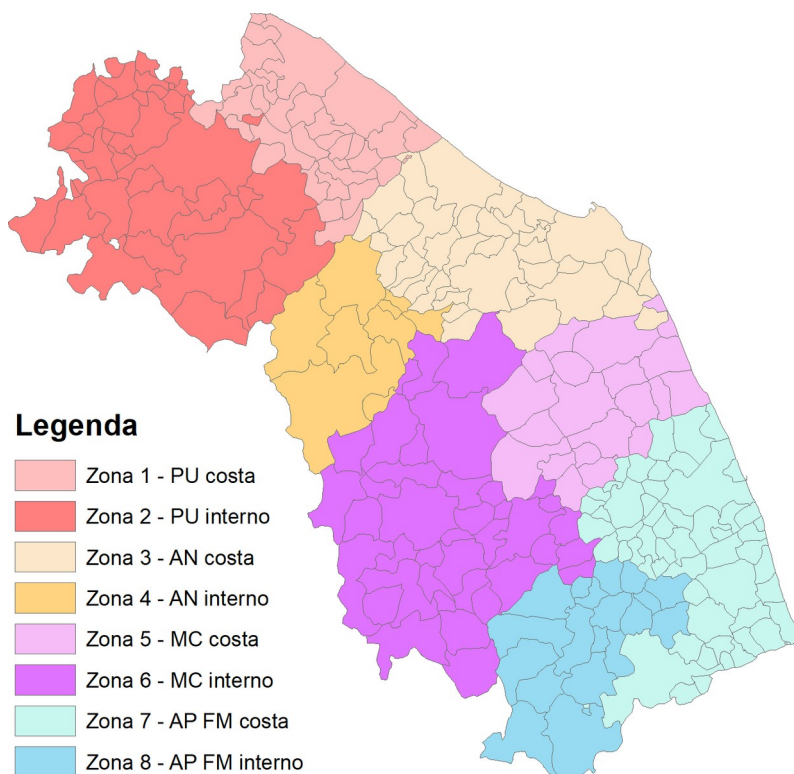 Legenda
Zona 1 - PU costa
Zona 2 - PU interno
Zona 3 - AN costa
Zona 4 - AN interno
Zona 5 - MC costa
Zona 6 - MC interno
Zona 7 - AP FM costa
Zona 8 - AP FM interno